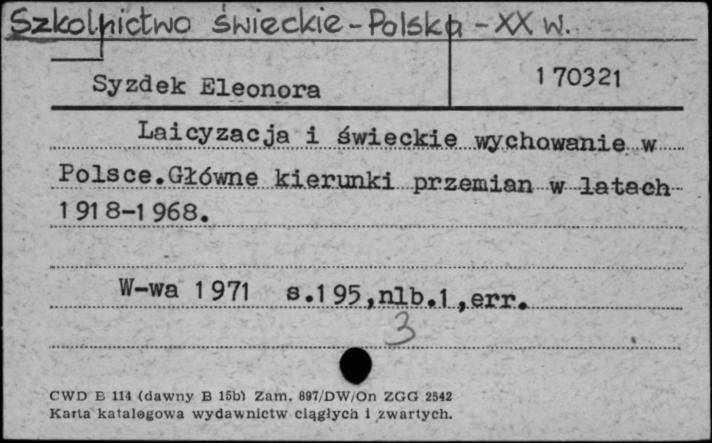 Szkolnictwo świeckie - Polska - XX w.
Syzdek Eleonora
170321
Laicyzacja i świeckie wychowanie w
Polsce.Główne kierunki przemian w latach
1918-1968.
W-wa 1971 s.195,nlb.1,err.
3
CWD B 114 (dawny B 15b) Zam. 897/DW/On ZGG 2542
Karta katalogowa wydawnictw ciągłych i zwartych.